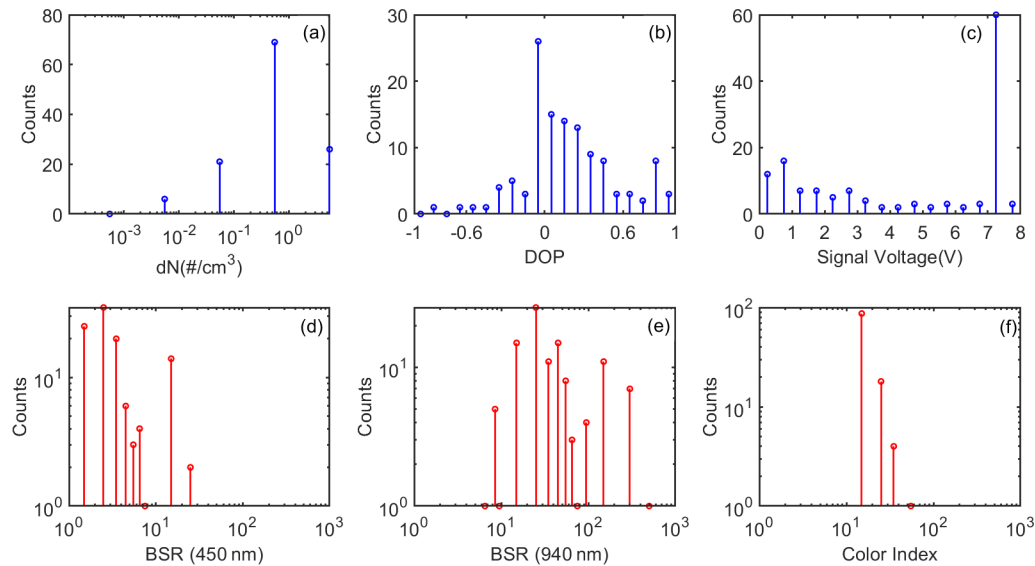 (a)
Counts
80
60
40
20
0
10^-3 10^-2 10^-1 10^0
dN(#/cm^3)
(b)
Counts
30
20
10
0
-1 -0.6 0 0.6 1
DOP
(c)
Counts
60
40
20
0
0 1 2 3 4 5 6 7 8
Signal Voltage(V)
(d)
Counts
10^1
10^0
10^0 10^1 10^2 10^3
BSR (450 nm)
(e)
Counts
10^1
10^0
10^0 10^1 10^2 10^3
BSR (940 nm)
(f)
Counts
10^2
10^1
10^0
10^0 10^1 10^2 10^3
Color Index